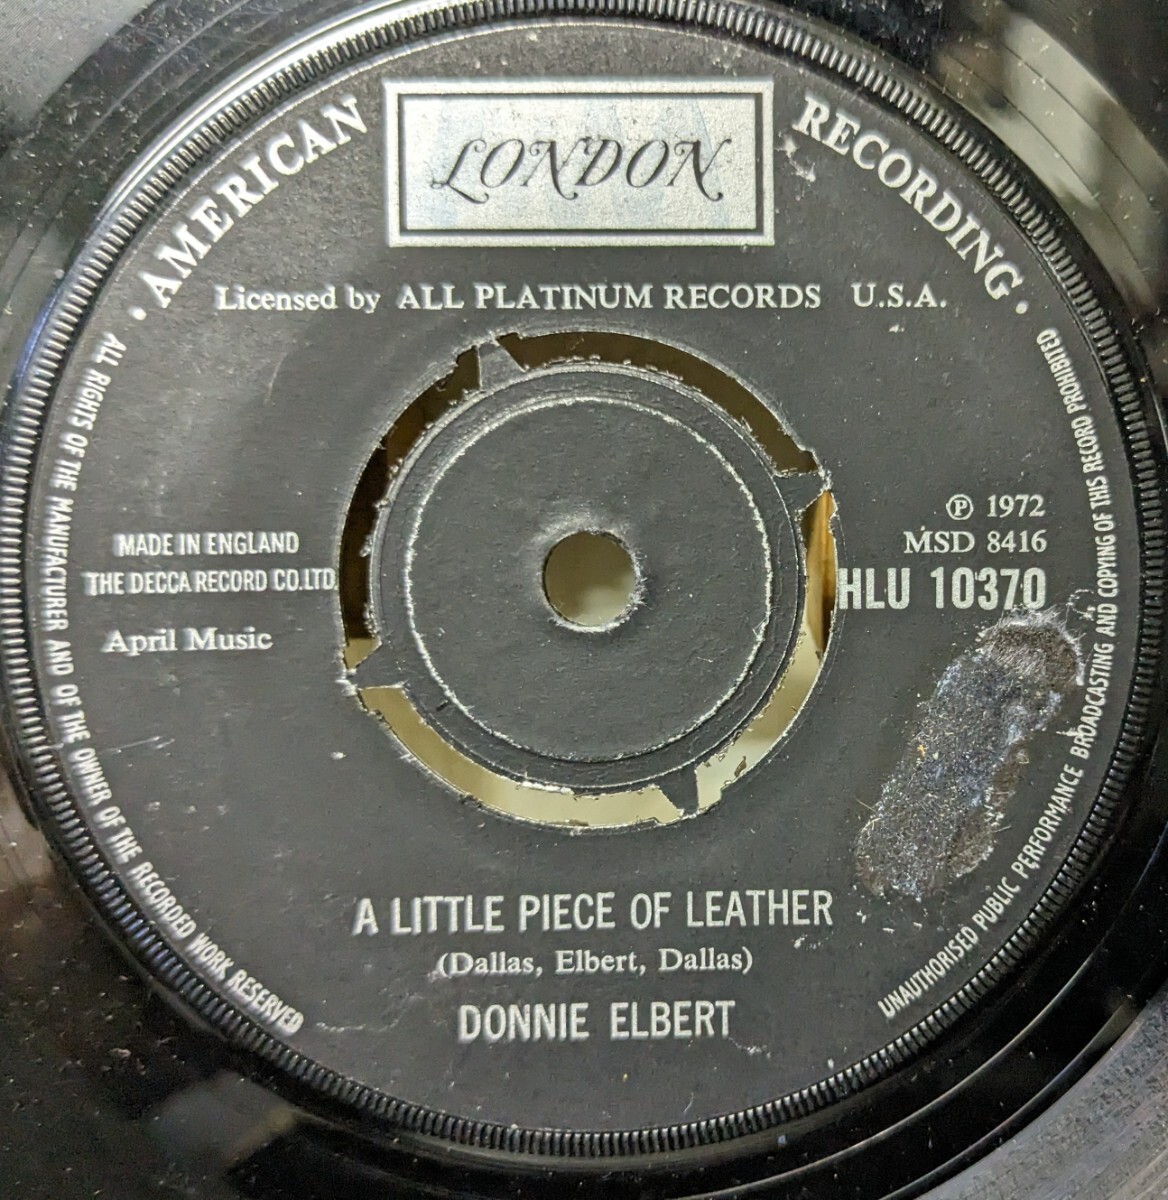 · AMERICAN RECORDING ·
LONDON
Licensed by ALL PLATINUM RECORDS U.S.A.
MADE IN ENGLAND
THE DECCA RECORD CO.LTD.
April Music
Ⓟ 1972
MSD 8416
HLU 10370
A LITTLE PIECE OF LEATHER
(Dallas, Elbert, Dallas)
DONNIE ELBERT
ALL RIGHTS OF THE MANUFACTURER AND OF THE OWNER OF THE RECORDED WORK RESERVED
UNAUTHORISED PUBLIC PERFORMANCE BROADCASTING AND COPYING OF THIS RECORD PROHIBITED